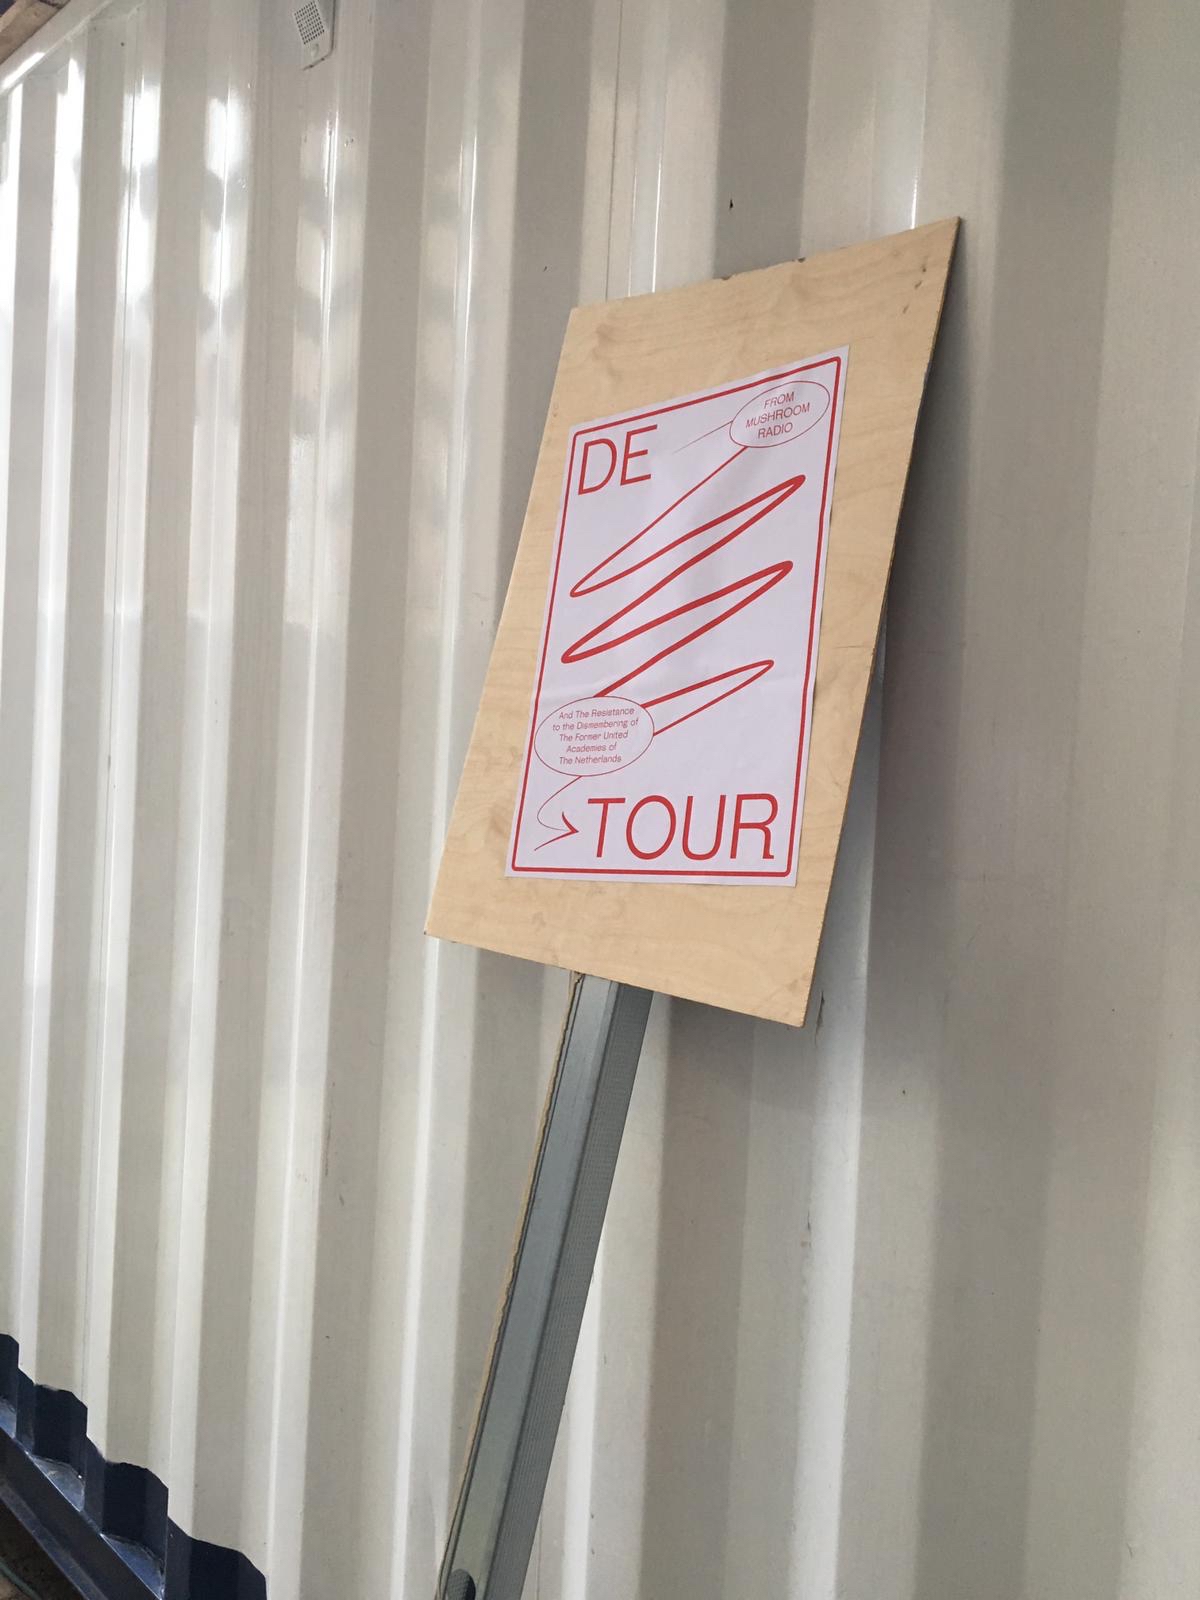 DE
FROM
MUSHROOM
RADIO
And The Resistance
to the Dismembering of
The Former United
Academies of
The Netherlands
TOUR